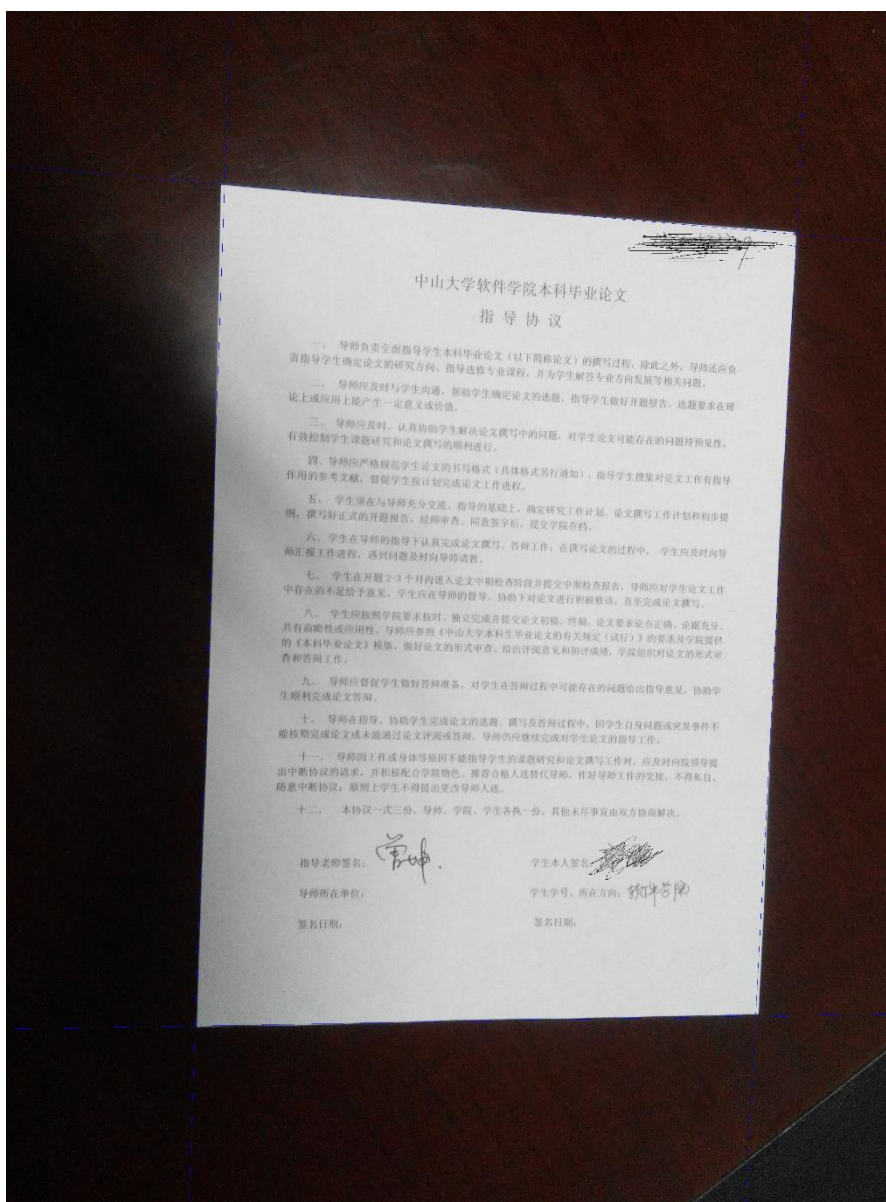 中山大学软件学院本科毕业论文
指 导 协 议
一、 导师负责全面指导学生本科毕业论文（以下简称论文）的撰写过程，除此之外，导师还应负
责指导学生确定论文的研究方向、指导选修专业课程，并为学生解答专业方向发展等相关问题。
二、 导师应及时与学生沟通，帮助学生确定论文的选题，指导学生做好开题报告，选题要求在理
论上或应用上能产生一定意义或价值。
三、 导师应及时、认真协助学生解决论文撰写中的问题，对学生论文可能存在的问题持预见性，
有效控制学生课题研究和论文撰写的顺利进行。
四、导师应严格规范学生论文的书写格式（具体格式另行通知），指导学生搜集对论文工作有指导
作用的参考文献，督促学生按计划完成论文工作进程。
五、 学生须在与导师充分交流、指导的基础上，确定研究工作计划、论文撰写工作计划和初步提
纲，撰写好正式的开题报告，经师审查、同意签字后，提交学院存档。
六、学生在导师的指导下认真完成论文撰写、答辩工作；在撰写论文的过程中， 学生应及时向导
师汇报工作进程，遇到问题及时向导师请教。
七、 学生在开题 2-3 个月内进入论文中期检查阶段并提交中期检查报告，导师应对学生论文工作
中存在的不足给予意见，学生应在导师的督导、协助下对论文进行积极修该，直至完成论文撰写。
八、 学生应按照学院要求按时、独立完成并提交论文初稿、终稿。论文要求论点正确、论据充分、
具有前瞻性或应用性。导师应参照《中山大学本科生毕业论文的有关规定（试行）》的要求及学院提供
的《本科毕业论文》模版，做好论文的形式审查、给出评阅意见和初评成绩，学院组织对论文的形式审
查和答辩工作。
九、 导师应督促学生做好答辩准备，对学生在答辩过程中可能存在的问题给出指导意见，协助学
生顺利完成论文答辩。
十、 导师在指导、协助学生完成论文的选题、撰写及答辩过程中，因学生自身问题或突发事件不
能按期完成论文或未能通过论文评阅或答辩，导师仍应继续完成对学生论文的指导工作。
十一、 导师因工作或身体等原因不能指导学生的课题研究和论文撰写工作时，应及时向院领导提
出中断协议的请求，并积极配合学院物色、推荐合格人选替代导师，作好导师工作的交接，不得私自、
随意中断协议；原则上学生不得提出更改导师人选。
十二、 本协议一式三份，导师、学院、学生各执一份，其他未尽事宜由双方协商解决。
指导老师签名：曾坤 学生本人签名：
导师所在单位： 学生学号、所在方向：软件学院
签名日期： 签名日期：